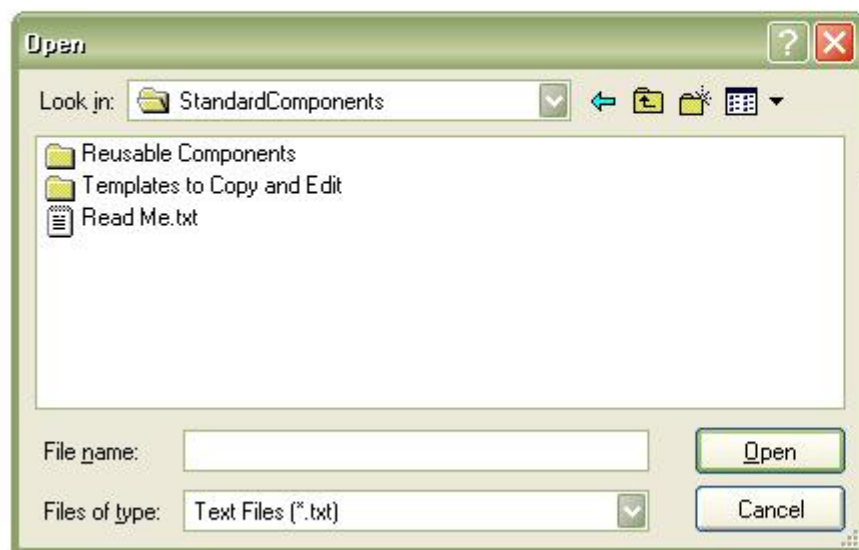 Open
Look in: StandardComponents
Reusable Components
Templates to Copy and Edit
Read Me.txt
File name: Open
Files of type: Text Files (*.txt) Cancel